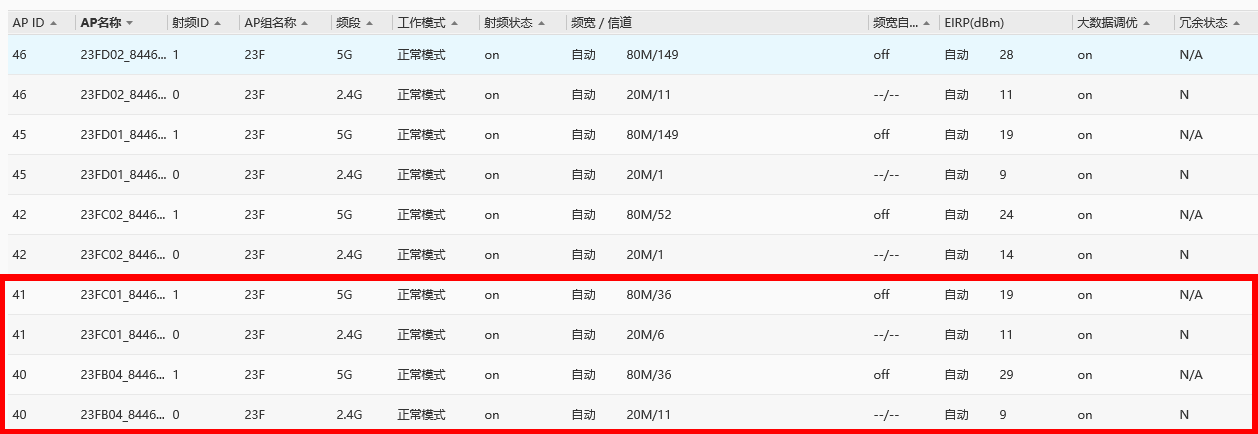 AP ID AP名称 射频ID AP组名称 频段 工作模式 射频状态 频宽 / 信道 频宽自... EIRP(dBm) 大数据调优 冗余状态
46 23FD02_8446... 1 23F 5G 正常模式 on 自动 80M/149 off 自动 28 on N/A
46 23FD02_8446... 0 23F 2.4G 正常模式 on 自动 20M/11 --/-- 自动 11 on N
45 23FD01_8446... 1 23F 5G 正常模式 on 自动 80M/149 off 自动 19 on N/A
45 23FD01_8446... 0 23F 2.4G 正常模式 on 自动 20M/1 --/-- 自动 9 on N
42 23FC02_8446... 1 23F 5G 正常模式 on 自动 80M/52 off 自动 24 on N/A
42 23FC02_8446... 0 23F 2.4G 正常模式 on 自动 20M/1 --/-- 自动 14 on N
41 23FC01_8446... 1 23F 5G 正常模式 on 自动 80M/36 off 自动 19 on N/A
41 23FC01_8446... 0 23F 2.4G 正常模式 on 自动 20M/6 --/-- 自动 11 on N
40 23FB04_8446... 1 23F 5G 正常模式 on 自动 80M/36 off 自动 29 on N/A
40 23FB04_8446... 0 23F 2.4G 正常模式 on 自动 20M/11 --/-- 自动 9 on N